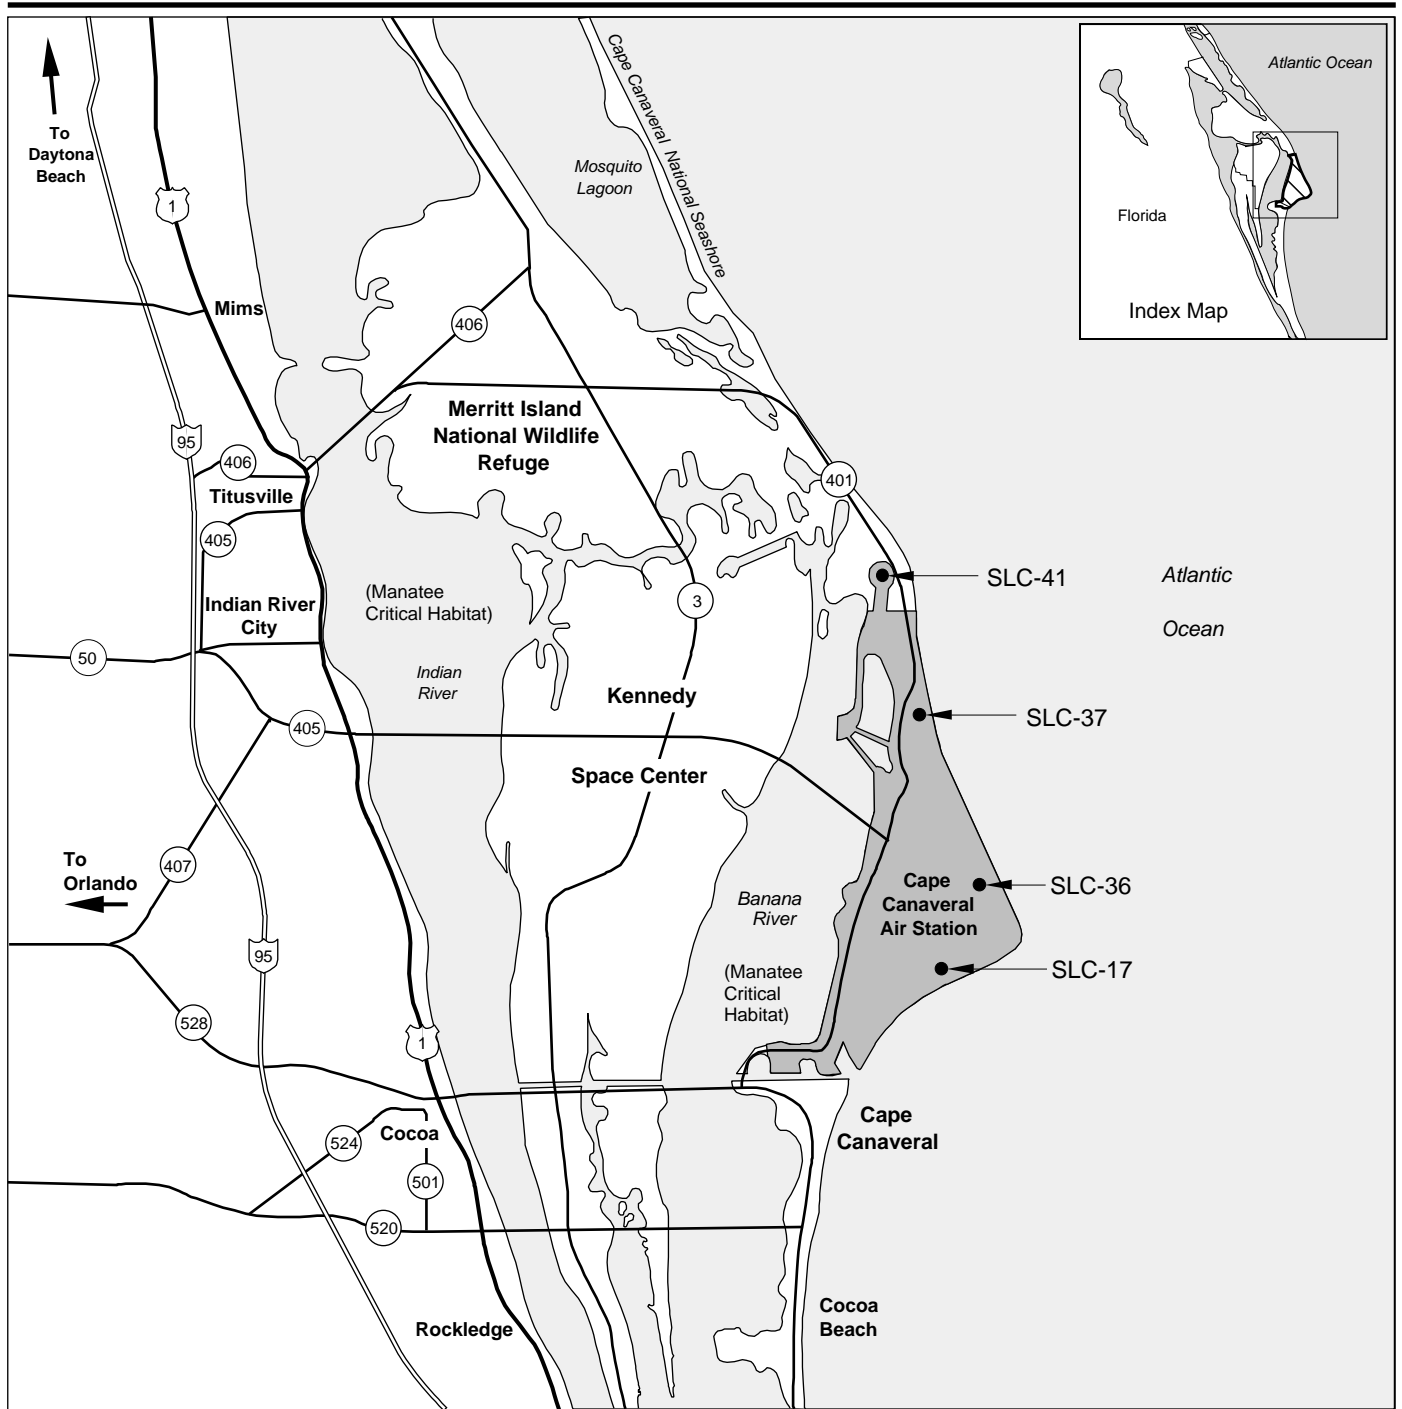 To
Daytona
Beach
1
Cape Canaveral National Seashore
Mosquito
Lagoon
Atlantic Ocean
Florida
Index Map
Mims
406
95
406
Titusville
405
Merritt Island
National Wildlife
Refuge
401
(Manatee
Critical Habitat)
3
SLC-41
Atlantic
Ocean
Indian River
City
50
Indian
River
Kennedy
SLC-37
405
Space Center
To
Orlando
407
95
Banana
River
Cape
Canaveral
Air Station
SLC-36
SLC-17
(Manatee
Critical
Habitat)
528
1
Cape
Canaveral
524
Cocoa
501
520
Rockledge
Cocoa
Beach